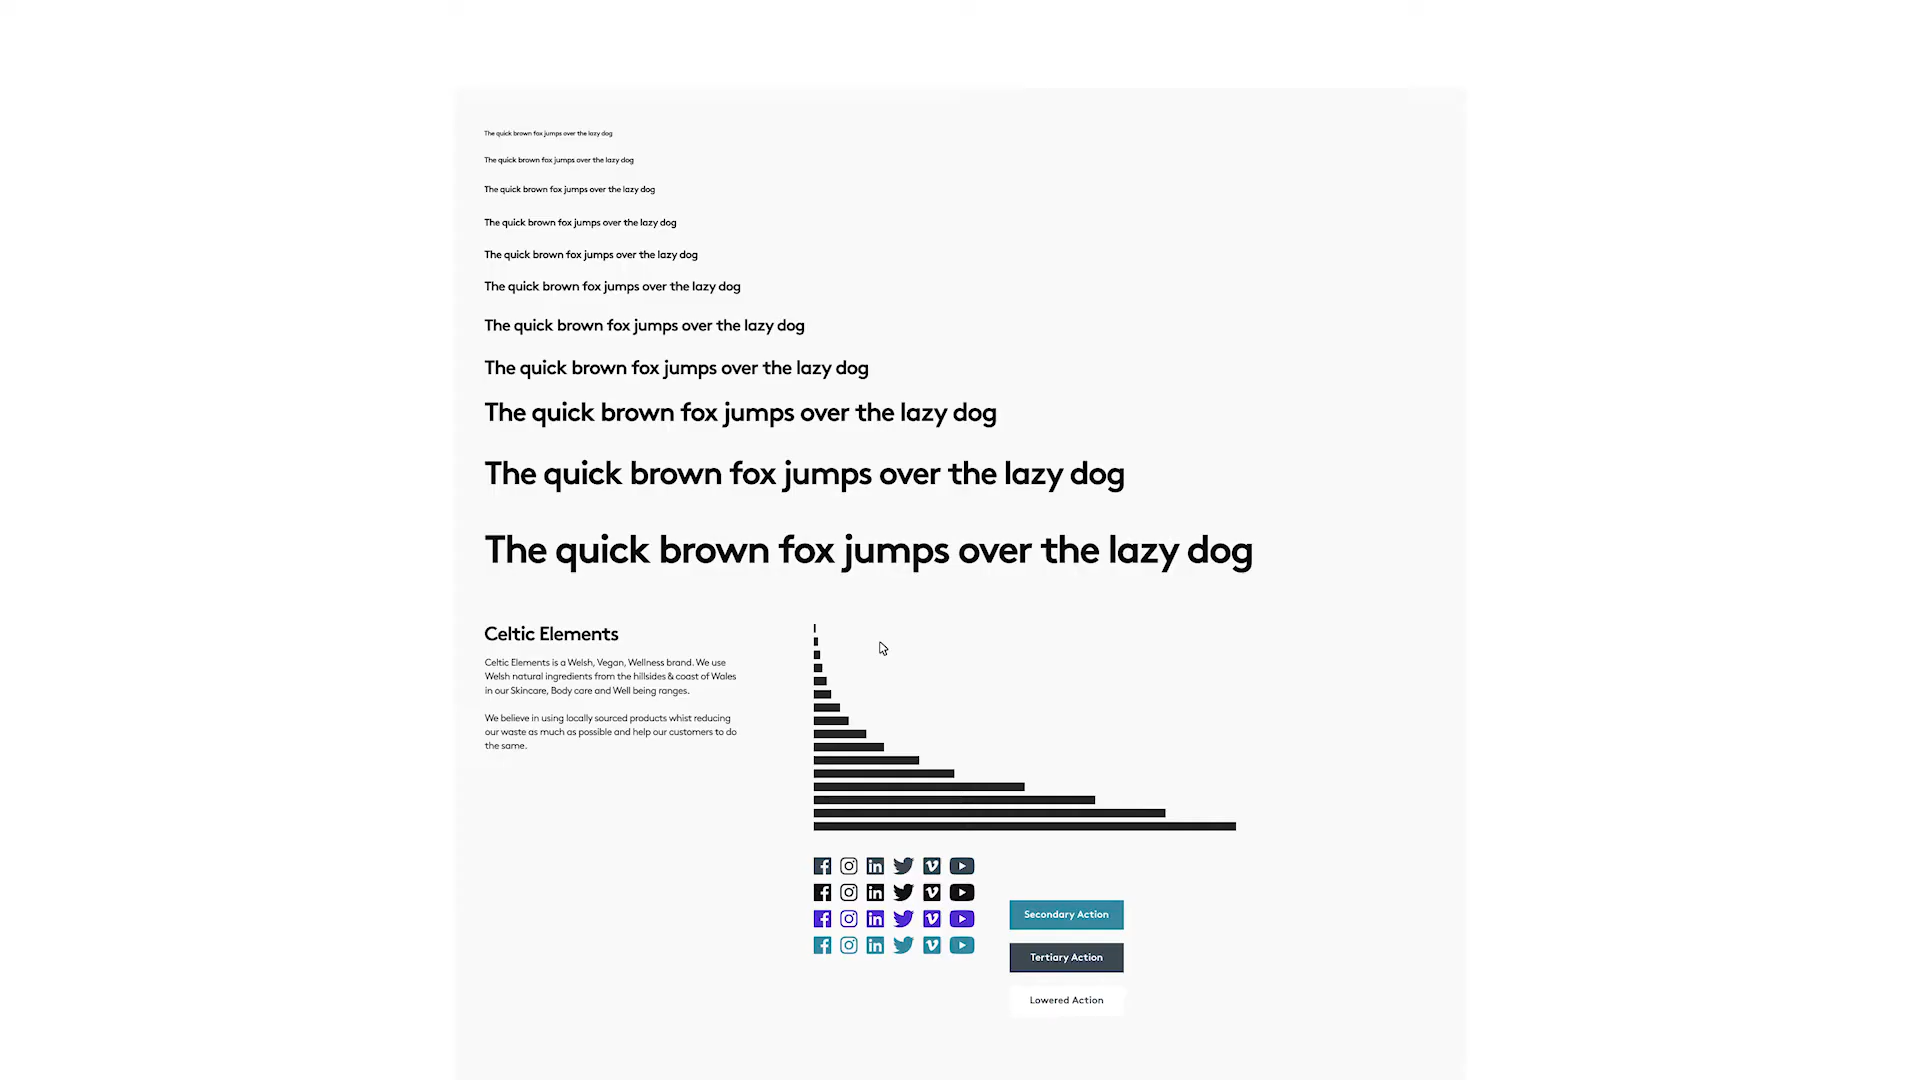 The quick brown fox jumps over the lazy dog
The quick brown fox jumps over the lazy dog
The quick brown fox jumps over the lazy dog
The quick brown fox jumps over the lazy dog
The quick brown fox jumps over the lazy dog
The quick brown fox jumps over the lazy dog
The quick brown fox jumps over the lazy dog
The quick brown fox jumps over the lazy dog
The quick brown fox jumps over the lazy dog
The quick brown fox jumps over the lazy dog
The quick brown fox jumps over the lazy dog
Celtic Elements
Celtic Elements is a Welsh, Vegan, Wellness brand. We use
Welsh natural ingredients from the hillsides & coast of Wales
in our Skincare, Body care and Well being ranges.
We believe in using locally sourced products whist reducing
our waste as much as possible and help our customers to do
the same.
Secondary Action
Tertiary Action
Lowered Action